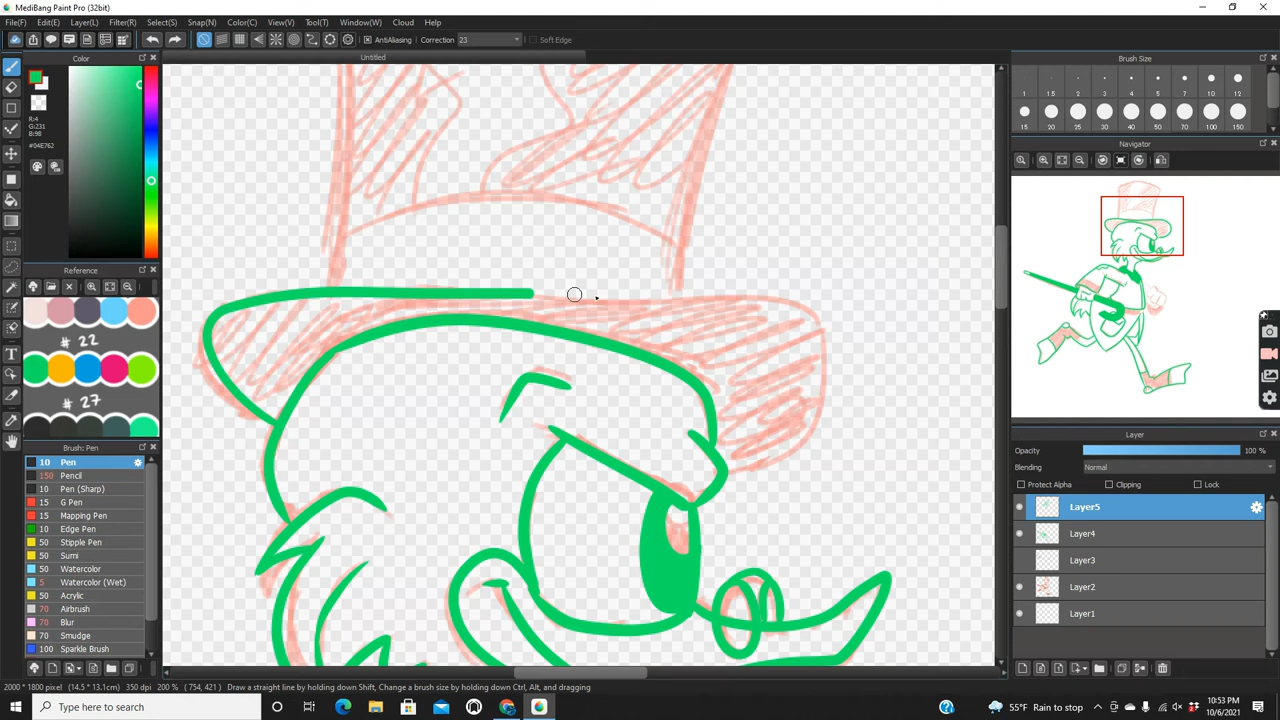 MediBang Paint Pro (32bit)
File(F) Edit(E) Layer(L) Filter(R) Select(S) Snap(N) Color(C) View(V) Tool(T) Window(W) Cloud Help
AntiAliasing Correction 23 Soft Edge
Color
Untitled
Brush Size
1 1.5 2 3 4 5 7 10 12
15 20 25 30 40 50 70 100 150
R:4
G:231
B:98
#04E762
Navigator
Reference
# 22
# 27
Brush: Pen
10 Pen
150 Pencil
10 Pen (Sharp)
15 G Pen
15 Mapping Pen
10 Edge Pen
50 Stipple Pen
50 Sumi
50 Watercolor
5 Watercolor (Wet)
50 Acrylic
70 Airbrush
70 Blur
70 Smudge
100 Sparkle Brush
Layer
Opacity 100 %
Blending Normal
Protect Alpha Clipping Lock
Layer5
Layer4
Layer3
Layer2
Layer1
2000 * 1800 pixel (14.5 * 13.1cm) 350 dpi 200 % ( 754, 421 ) Draw a straight line by holding down Shift, Change a brush size by holding down Ctrl, Alt, and dragging
Type here to search
55°F Rain to stop
10:53 PM
10/6/2021